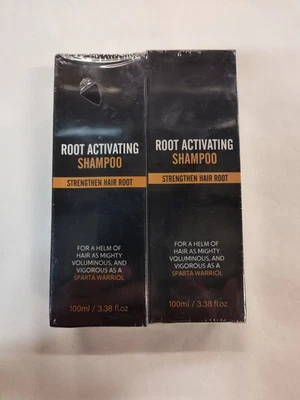 ROOT ACTIVATING
SHAMPOO
STRENGTHEN HAIR ROOT
FOR A HELM OF
HAIR AS MIGHTY
VOLUMINOUS, AND
VIGOROUS AS A
SPARTA WARRIOL
100ml / 3.38 fl.oz
ROOT ACTIVATING
SHAMPOO
STRENGTHEN HAIR ROOT
FOR A HELM OF
HAIR AS MIGHTY
VOLUMINOUS, AND
VIGOROUS AS A
SPARTA WARRIOL
100ml / 3.38 fl.oz